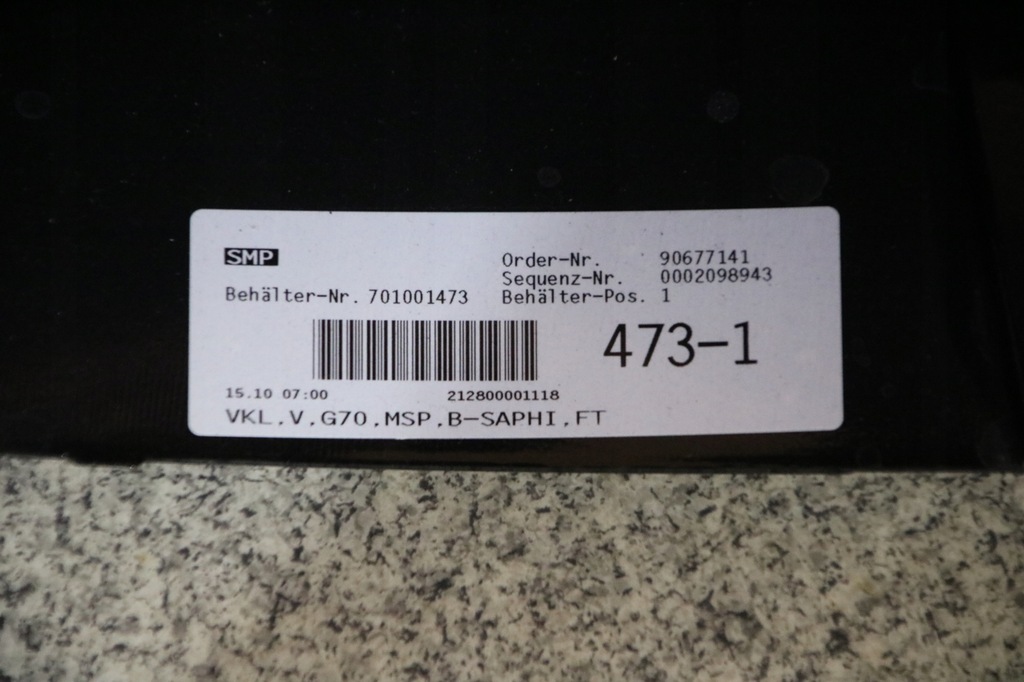 SMP
Order-Nr. 90677141
Sequenz-Nr. 0002098943
Behälter-Nr. 701001473 Behälter-Pos. 1
473-1
15.10 07:00 212800001118
VKL,V,G70,MSP,B-SAPHI,FT